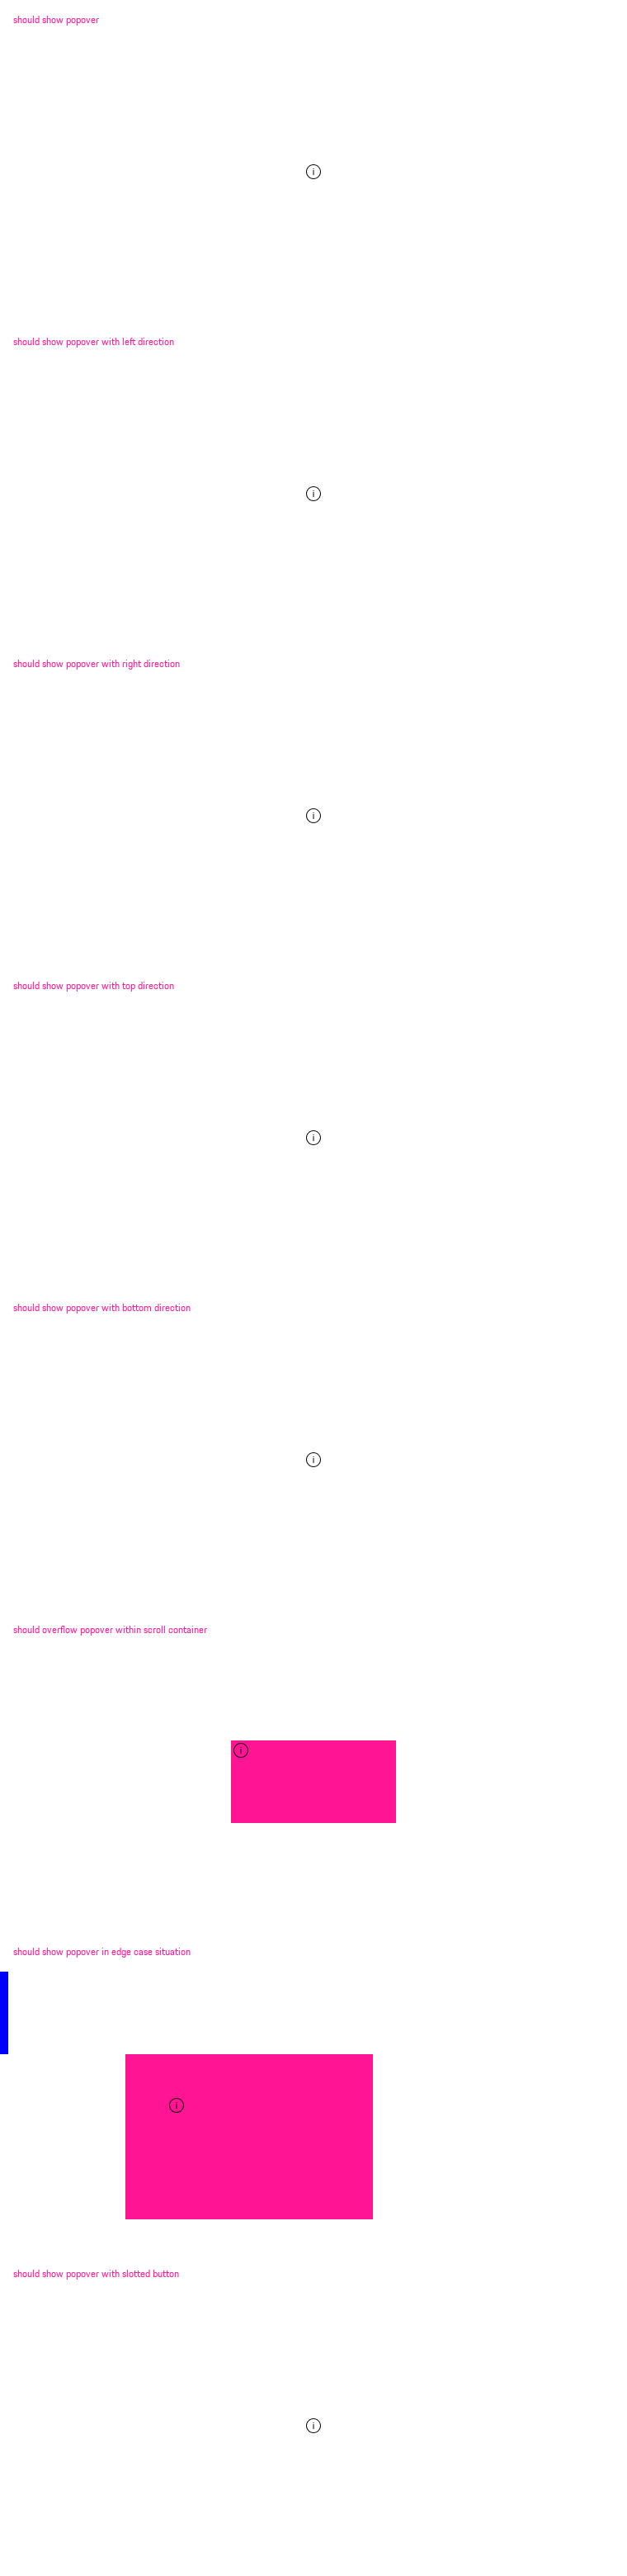 should show popover
i
should show popover with left direction
i
should show popover with right direction
i
should show popover with top direction
i
should show popover with bottom direction
i
should overflow popover within scroll container
i
should show popover in edge case situation
i
should show popover with slotted button
i